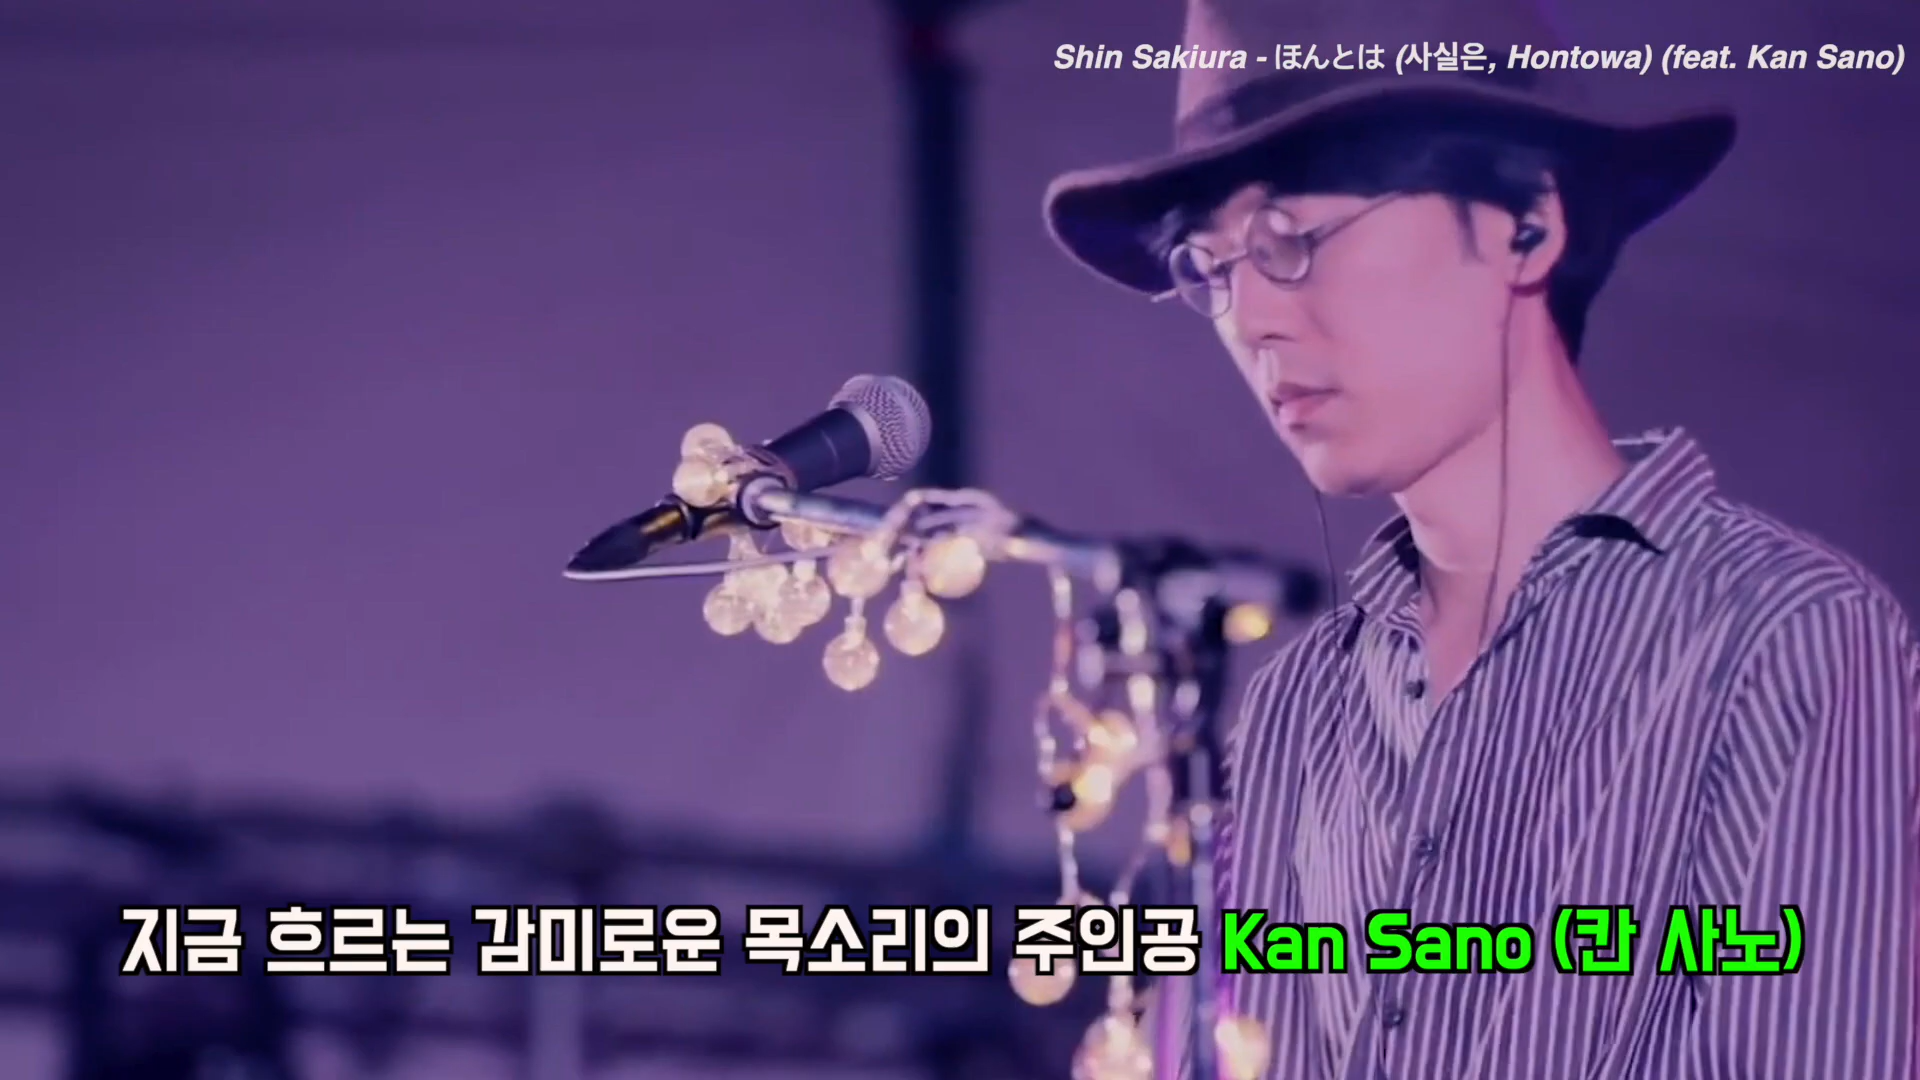 Shin Sakiura - ほんとは (사실은, Hontowa) (feat. Kan Sano)
지금 흐르는 감미로운 목소리의 주인공 Kan Sano (칸 사노)